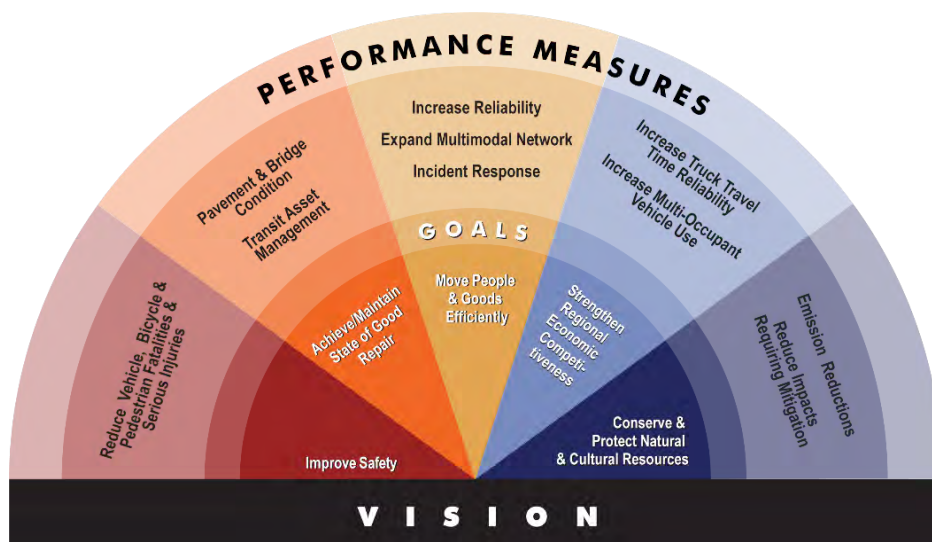 PERFORMANCE MEASURES
Reduce Vehicle, Bicycle &
Pedestrian Fatalities &
Serious Injuries
Pavement & Bridge
Condition
Transit Asset
Management
Increase Reliability
Expand Multimodal Network
Incident Response
Increase Truck Travel
Time Reliability
Increase Multi-Occupant
Vehicle Use
Emission Reductions
Reduce Impacts
Requiring Mitigation
GOALS
Improve Safety
Achieve/Maintain
State of Good
Repair
Move People
& Goods
Efficiently
Strengthen
Regional
Economic
Competi-
tiveness
Conserve &
Protect Natural
& Cultural Resources
VISION